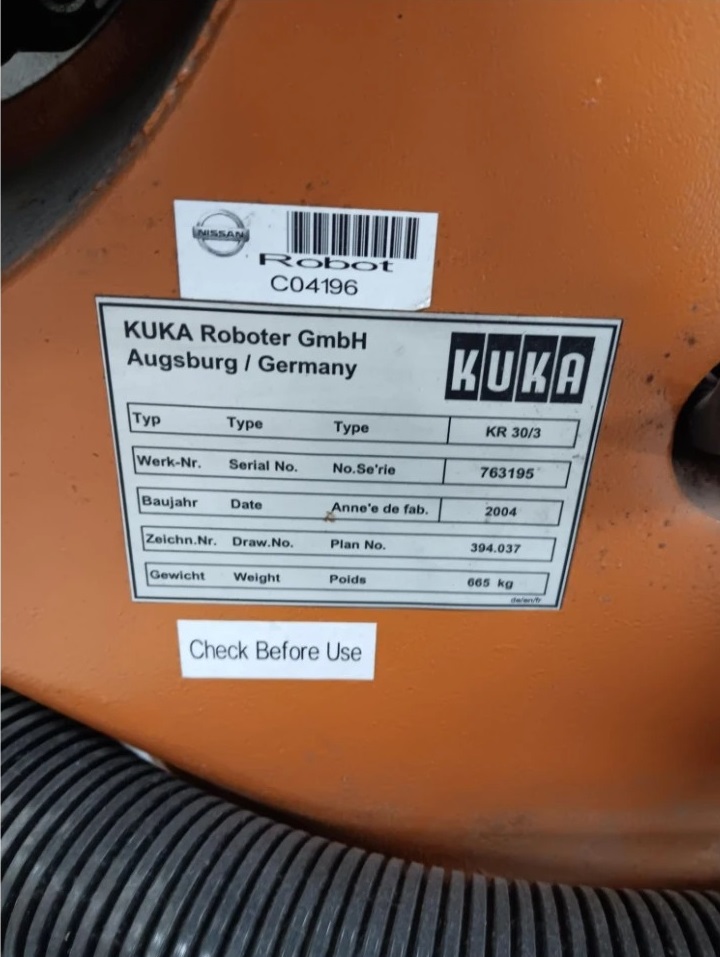 NISSAN
Robot
C04196
KUKA Roboter GmbH
Augsburg / Germany
KUKA
Typ Type Type KR 30/3
Werk-Nr. Serial No. No.Se'rie 763195
Baujahr Date Anne'e de fab. 2004
Zeichn.Nr. Draw.No. Plan No. 394.037
Gewicht Weight Poids 665 kg
de/en/fr
Check Before Use